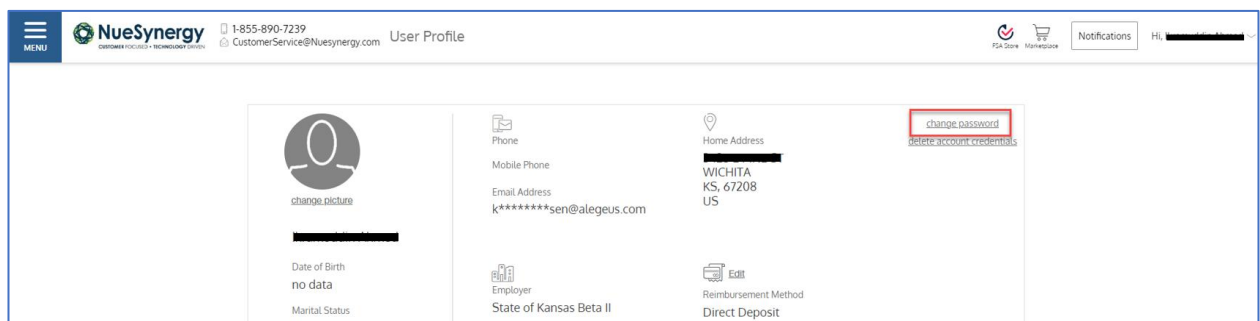 MENU
NueSynergy
CUSTOMER FOCUSED • TECHNOLOGY DRIVEN
1-855-890-7239
CustomerService@Nuesynergy.com
User Profile
FSA Store
Marketplace
Notifications
Hi,
change picture
Date of Birth
no data
Marital Status
Phone
Mobile Phone
Email Address
k********sen@alegeus.com
Employer
State of Kansas Beta II
Home Address
WICHITA
KS, 67208
US
Edit
Reimbursement Method
Direct Deposit
change password
delete account credentials